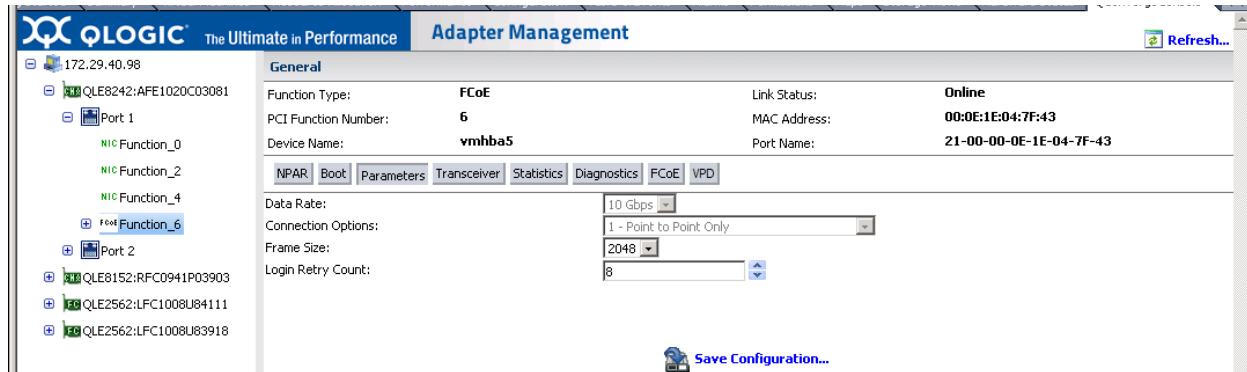 QLOGIC The Ultimate in Performance Adapter Management
Refresh...
172.29.40.98
QLE8242:AFE1020C03081
Port 1
NIC Function_0
NIC Function_2
NIC Function_4
FCoE Function_6
Port 2
QLE8152:RFC0941P03903
FC QLE2562:LFC1008U84111
FC QLE2562:LFC1008U83918
General
Function Type: FCoE Link Status: Online
PCI Function Number: 6 MAC Address: 00:0E:1E:04:7F:43
Device Name: vmhba5 Port Name: 21-00-00-0E-1E-04-7F-43
NPAR Boot Parameters Transceiver Statistics Diagnostics FCoE VPD
Data Rate: 10 Gbps
Connection Options: 1 - Point to Point Only
Frame Size: 2048
Login Retry Count: 8
Save Configuration...